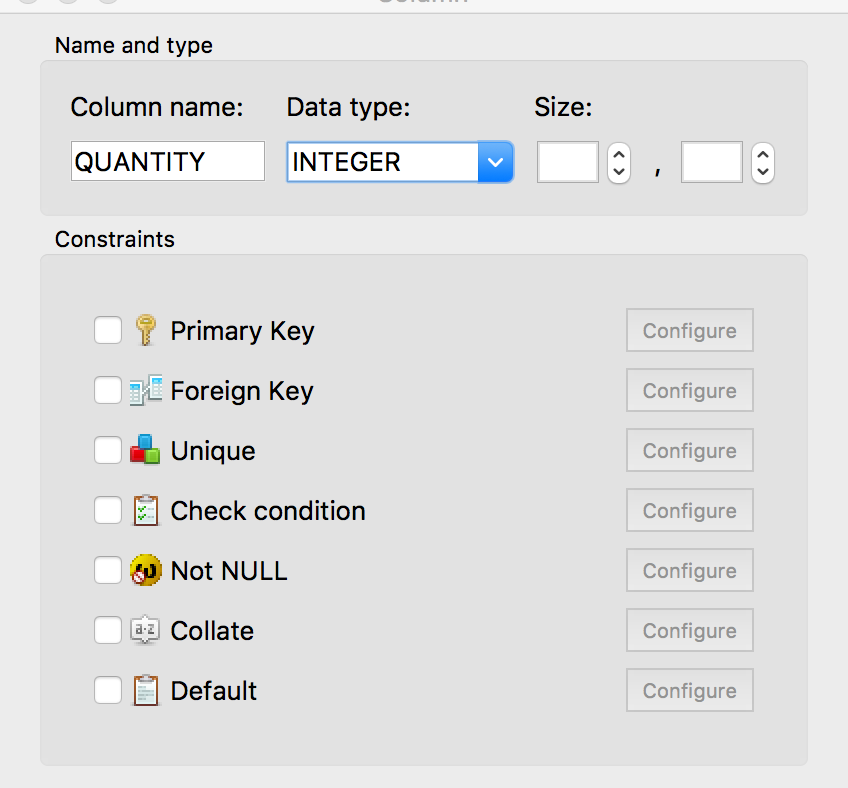 Name and type
Column name: Data type: Size:
QUANTITY INTEGER ,
Constraints
Primary Key Configure
Foreign Key Configure
Unique Configure
Check condition Configure
Not NULL Configure
a-z Collate Configure
Default Configure